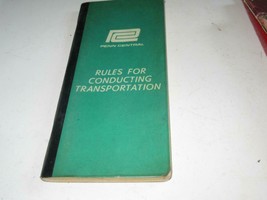 PENN CENTRAL
RULES FOR
CONDUCTING
TRANSPORTATION